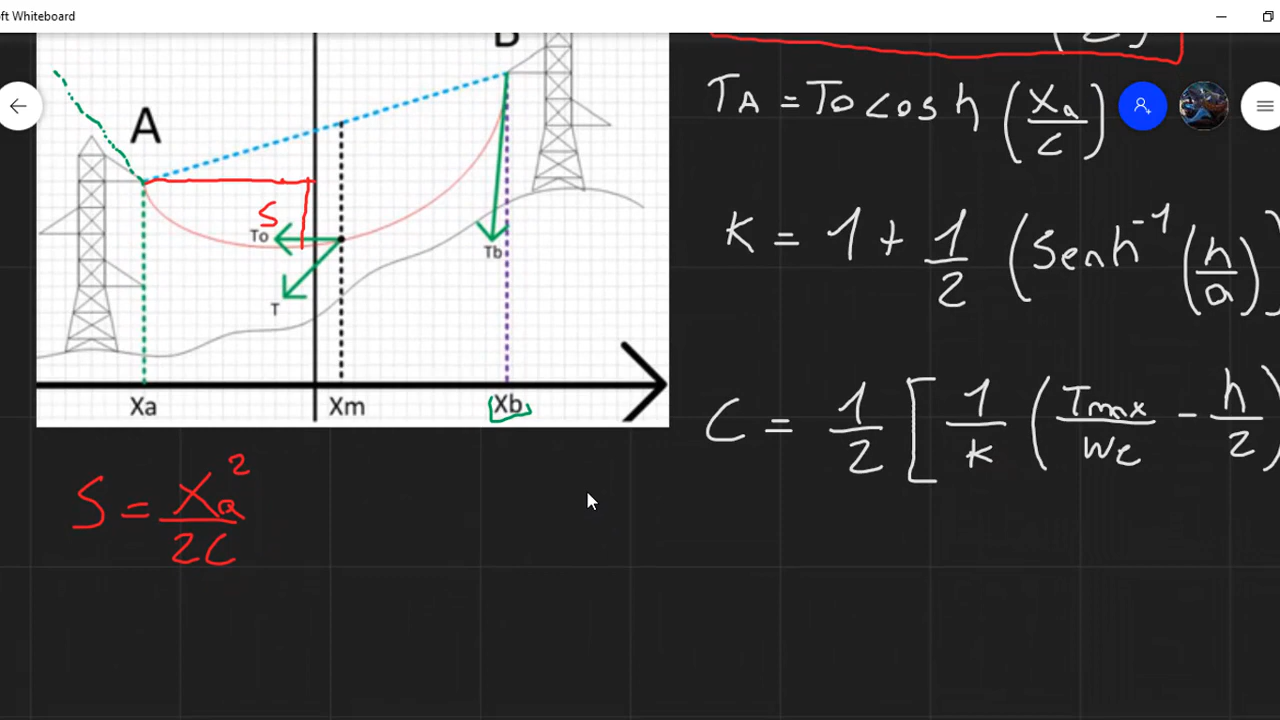 oft Whiteboard
B
A
S
To
T
Tb
Xa
Xm
Xb
S = Xa² / 2C
TA = To cosh (Xa / C)
K = 1 + 1/2 (Senh⁻¹ (h/a)
C = 1/2 [ 1/K ( Tmax / Wc - h/2 )